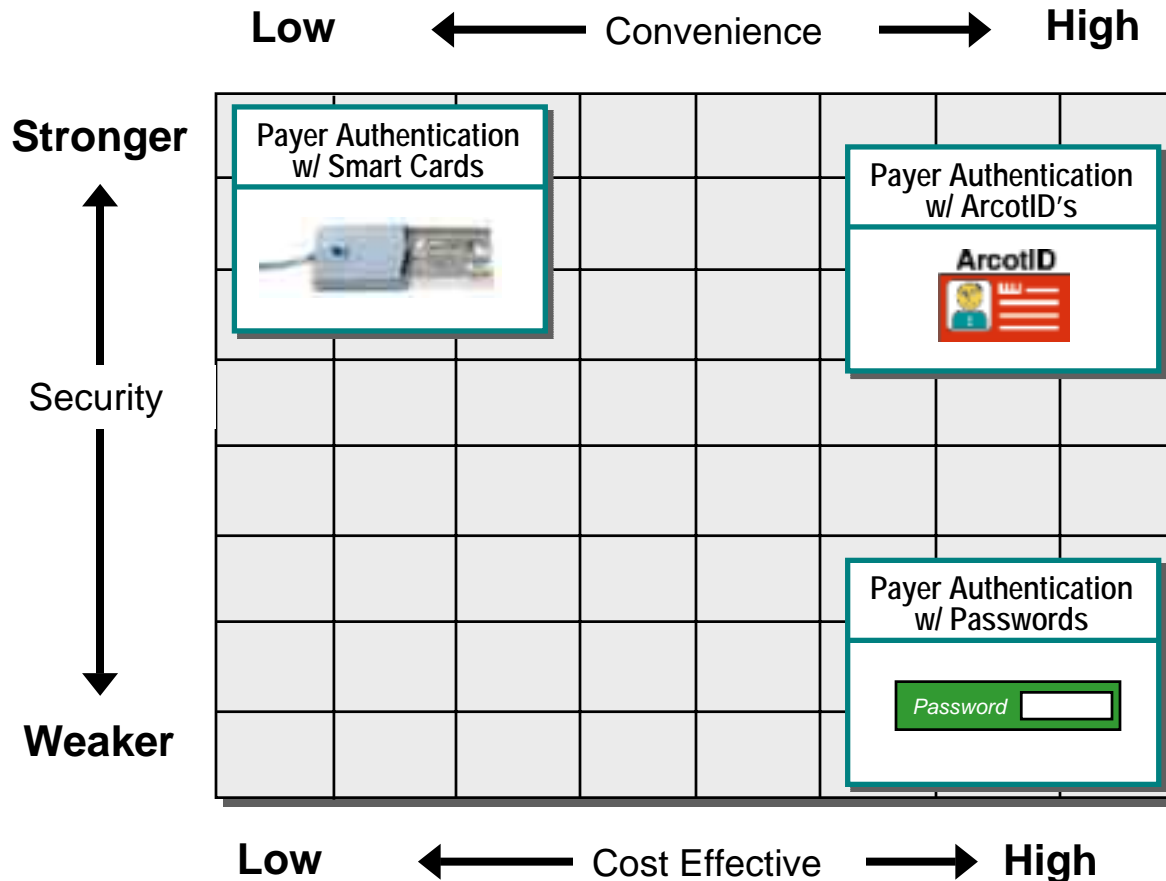 Low Convenience High
Stronger
Payer Authentication
w/ Smart Cards
Payer Authentication
w/ ArcotID's
ArcotID
Security
Payer Authentication
w/ Passwords
Password
Weaker
Low Cost Effective High